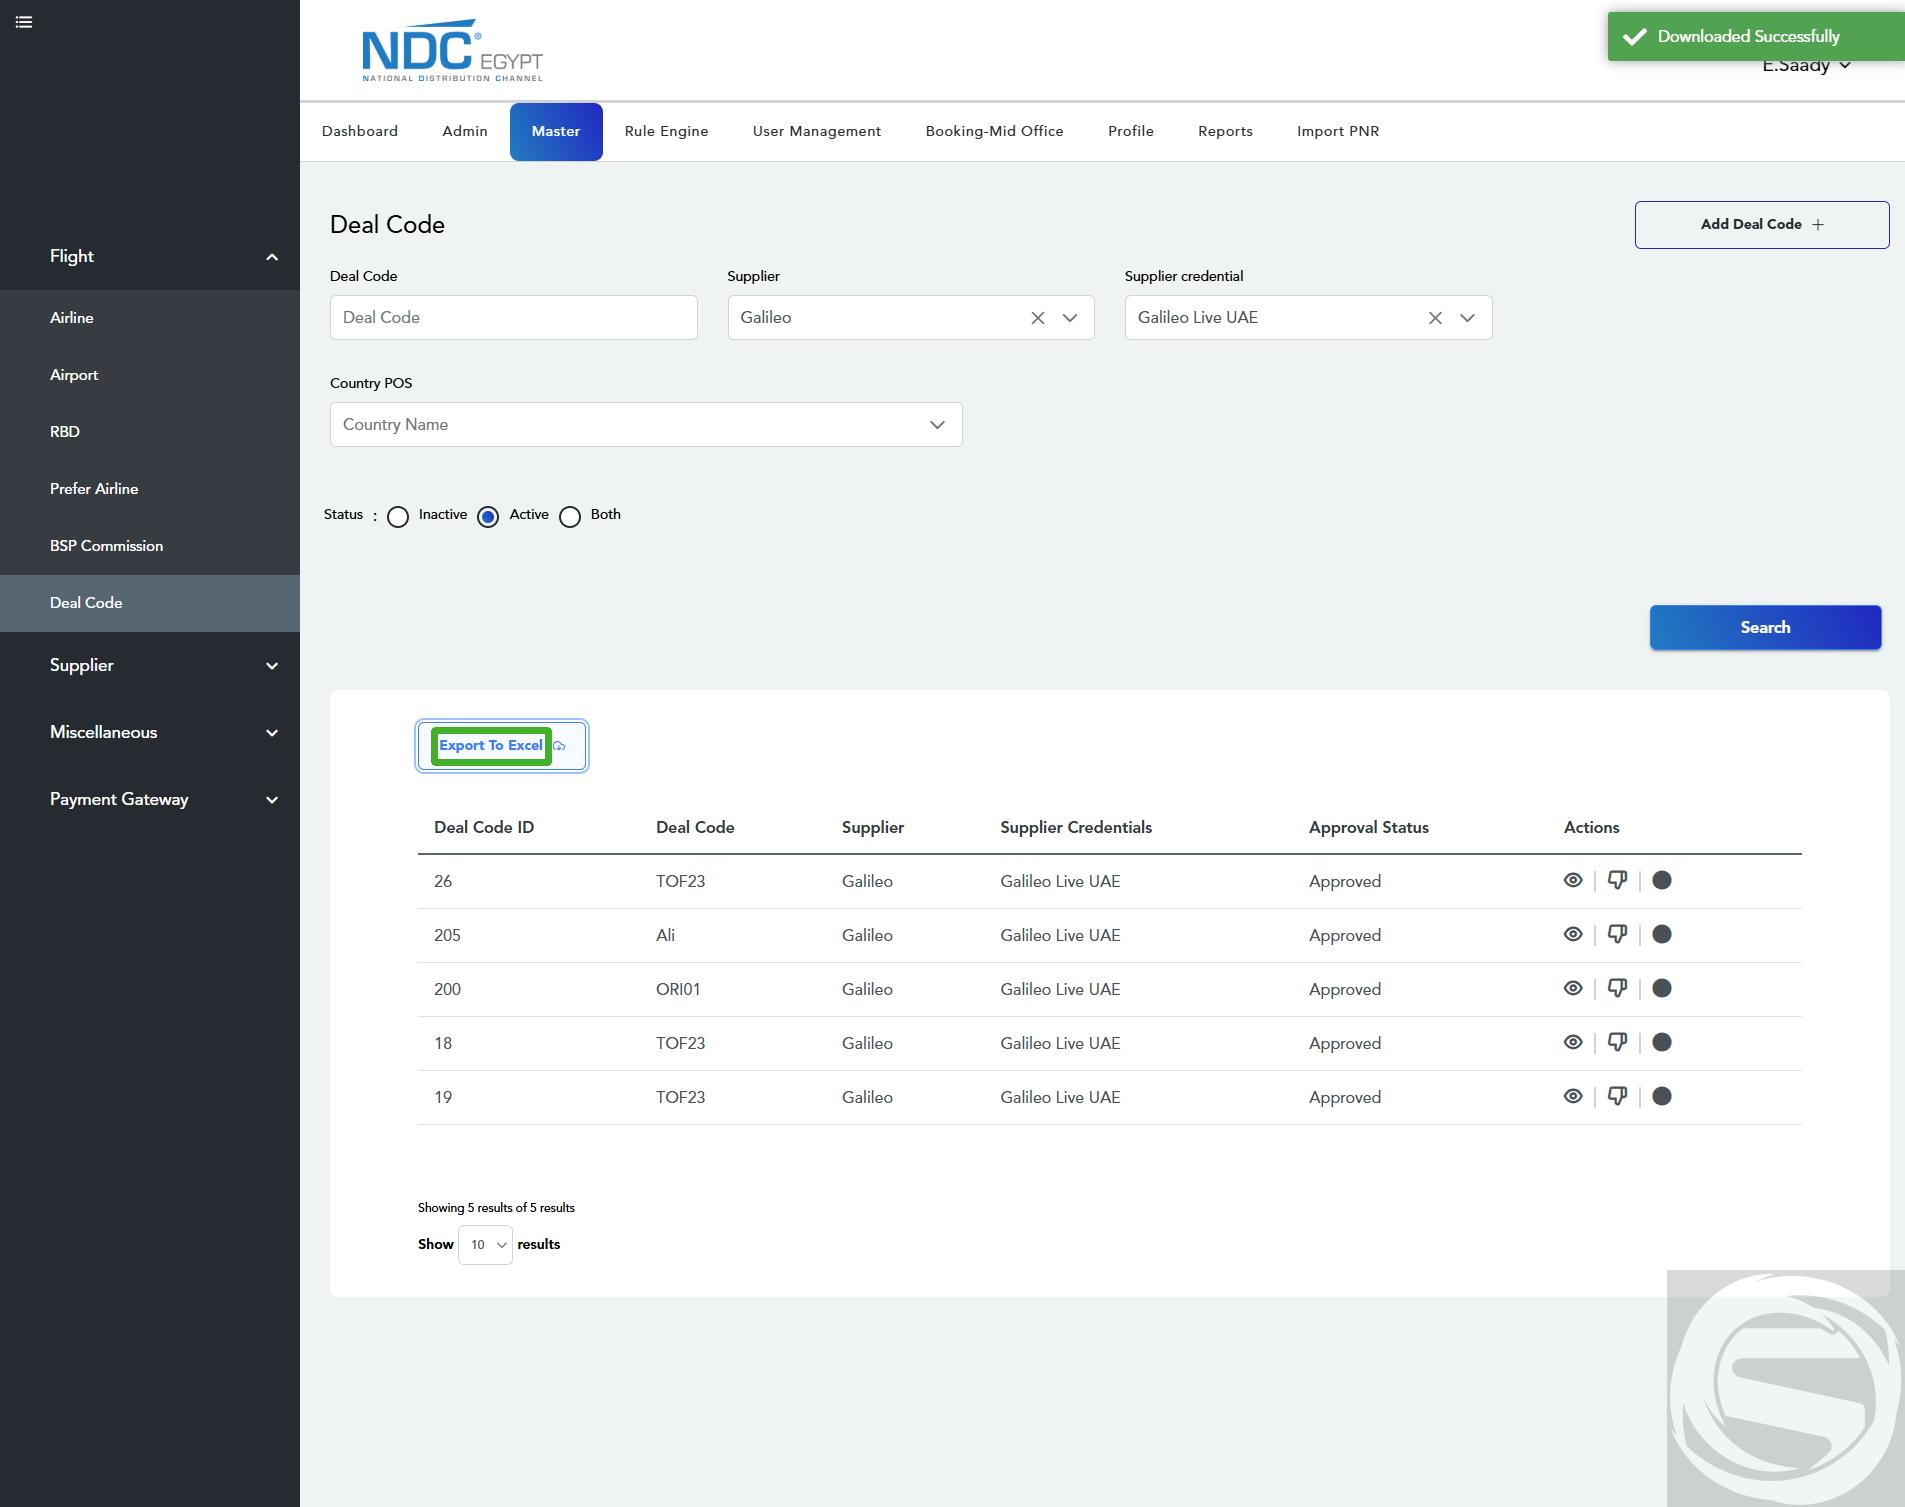 NDC® EGYPT
NATIONAL DISTRIBUTION CHANNEL
Downloaded Successfully
E.Saady
Dashboard Admin Master Rule Engine User Management Booking-Mid Office Profile Reports Import PNR
Flight
Airline
Airport
RBD
Prefer Airline
BSP Commission
Deal Code
Supplier
Miscellaneous
Payment Gateway
Deal Code
Add Deal Code +
Deal Code Supplier Supplier credential
Deal Code Galileo Galileo Live UAE
Country POS
Country Name
Status : Inactive Active Both
Search
Export To Excel
Deal Code ID Deal Code Supplier Supplier Credentials Approval Status Actions
26 TOF23 Galileo Galileo Live UAE Approved
205 Ali Galileo Galileo Live UAE Approved
200 ORI01 Galileo Galileo Live UAE Approved
18 TOF23 Galileo Galileo Live UAE Approved
19 TOF23 Galileo Galileo Live UAE Approved
Showing 5 results of 5 results
Show 10 results